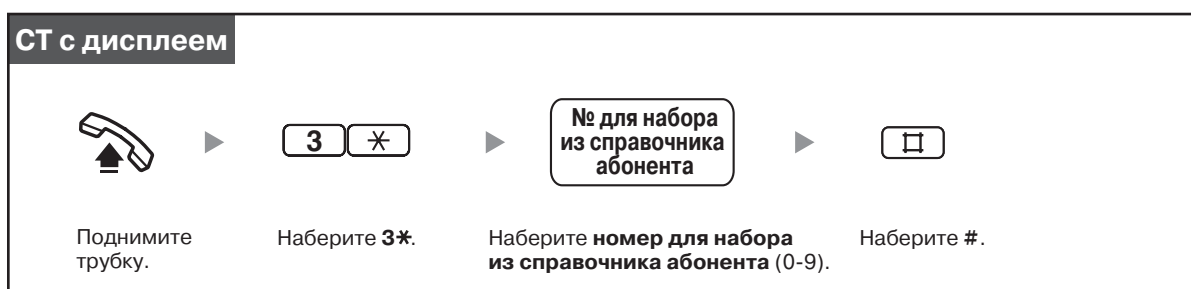 СТ с дисплеем
3 *
№ для набора
из справочника
абонента
#
Поднимите
трубку.
Наберите 3*.
Наберите номер для набора
из справочника абонента (0-9).
Наберите #.